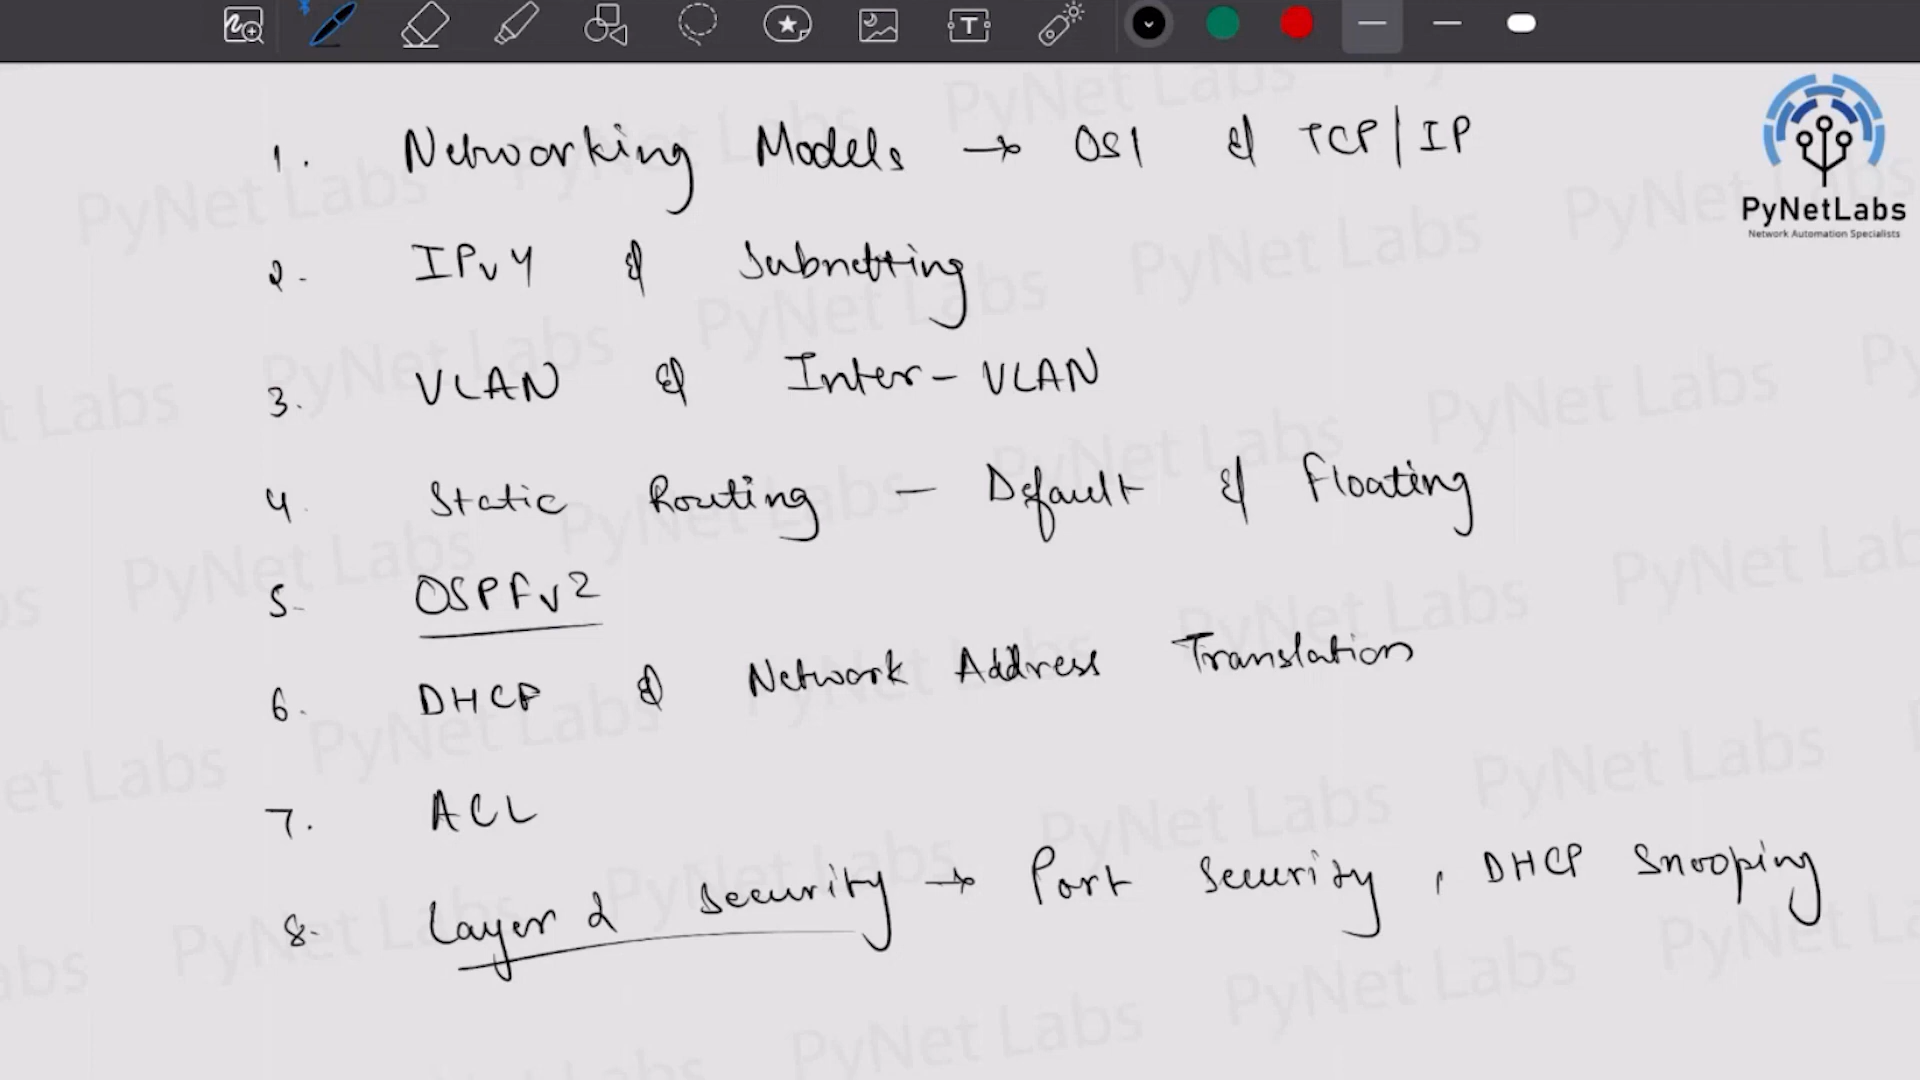 1. Networking Models → OSI & TCP/IP
PyNetLabs
Network Automation Specialists
2. IPv4 & Subnetting
3. VLAN & Inter-VLAN
4. Static Routing - Default & Floating
5- OSPFv2
6. DHCP & Network Address Translation
7. ACL
8- Layer 2 Security → Port Security, DHCP Snooping
PyNet Labs